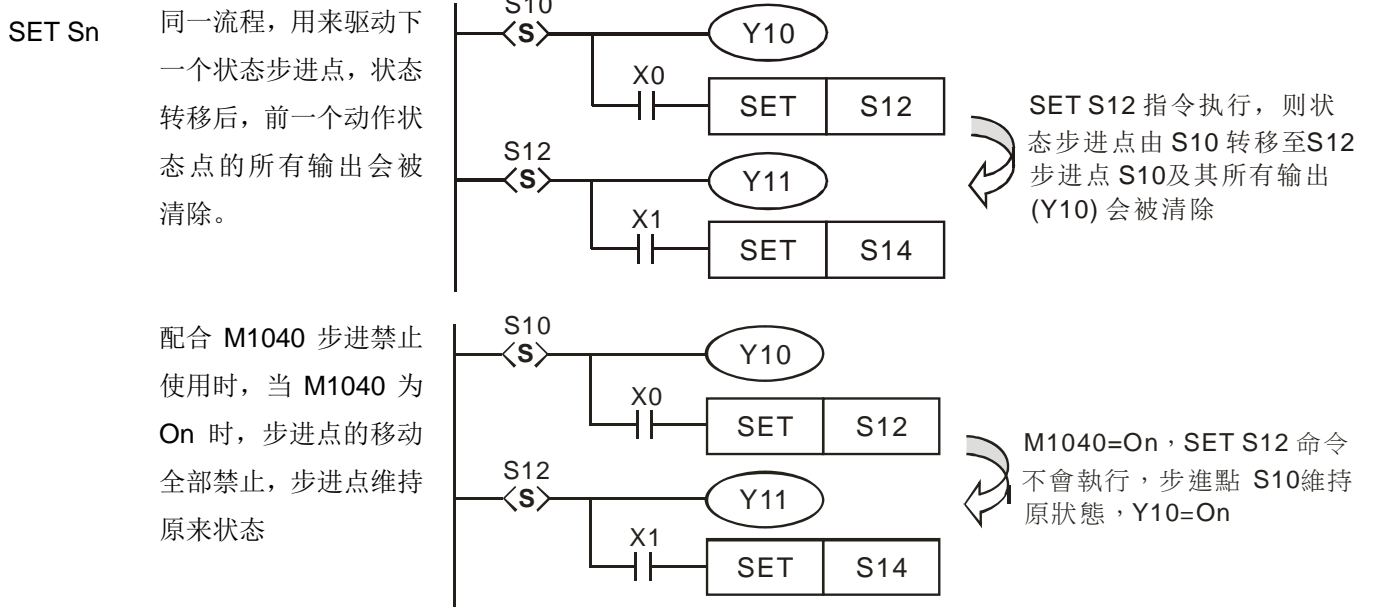 SET Sn
同一流程，用来驱动下
一个状态步进点，状态
转移后，前一个动作状
态点的所有输出会被
清除。
S10
S
Y10
X0
SET
S12
S12
S
Y11
X1
SET
S14
SET S12 指令执行，则状
态步进点由 S10 转移至S12
步进点 S10及其所有输出
(Y10) 会被清除
配合 M1040 步进禁止
使用时，当 M1040 为
On 时，步进点的移动
全部禁止，步进点维持
原来状态
S10
S
Y10
X0
SET
S12
S12
S
Y11
X1
SET
S14
M1040=On，SET S12 命令
不會執行，步進點 S10維持
原狀態，Y10=On